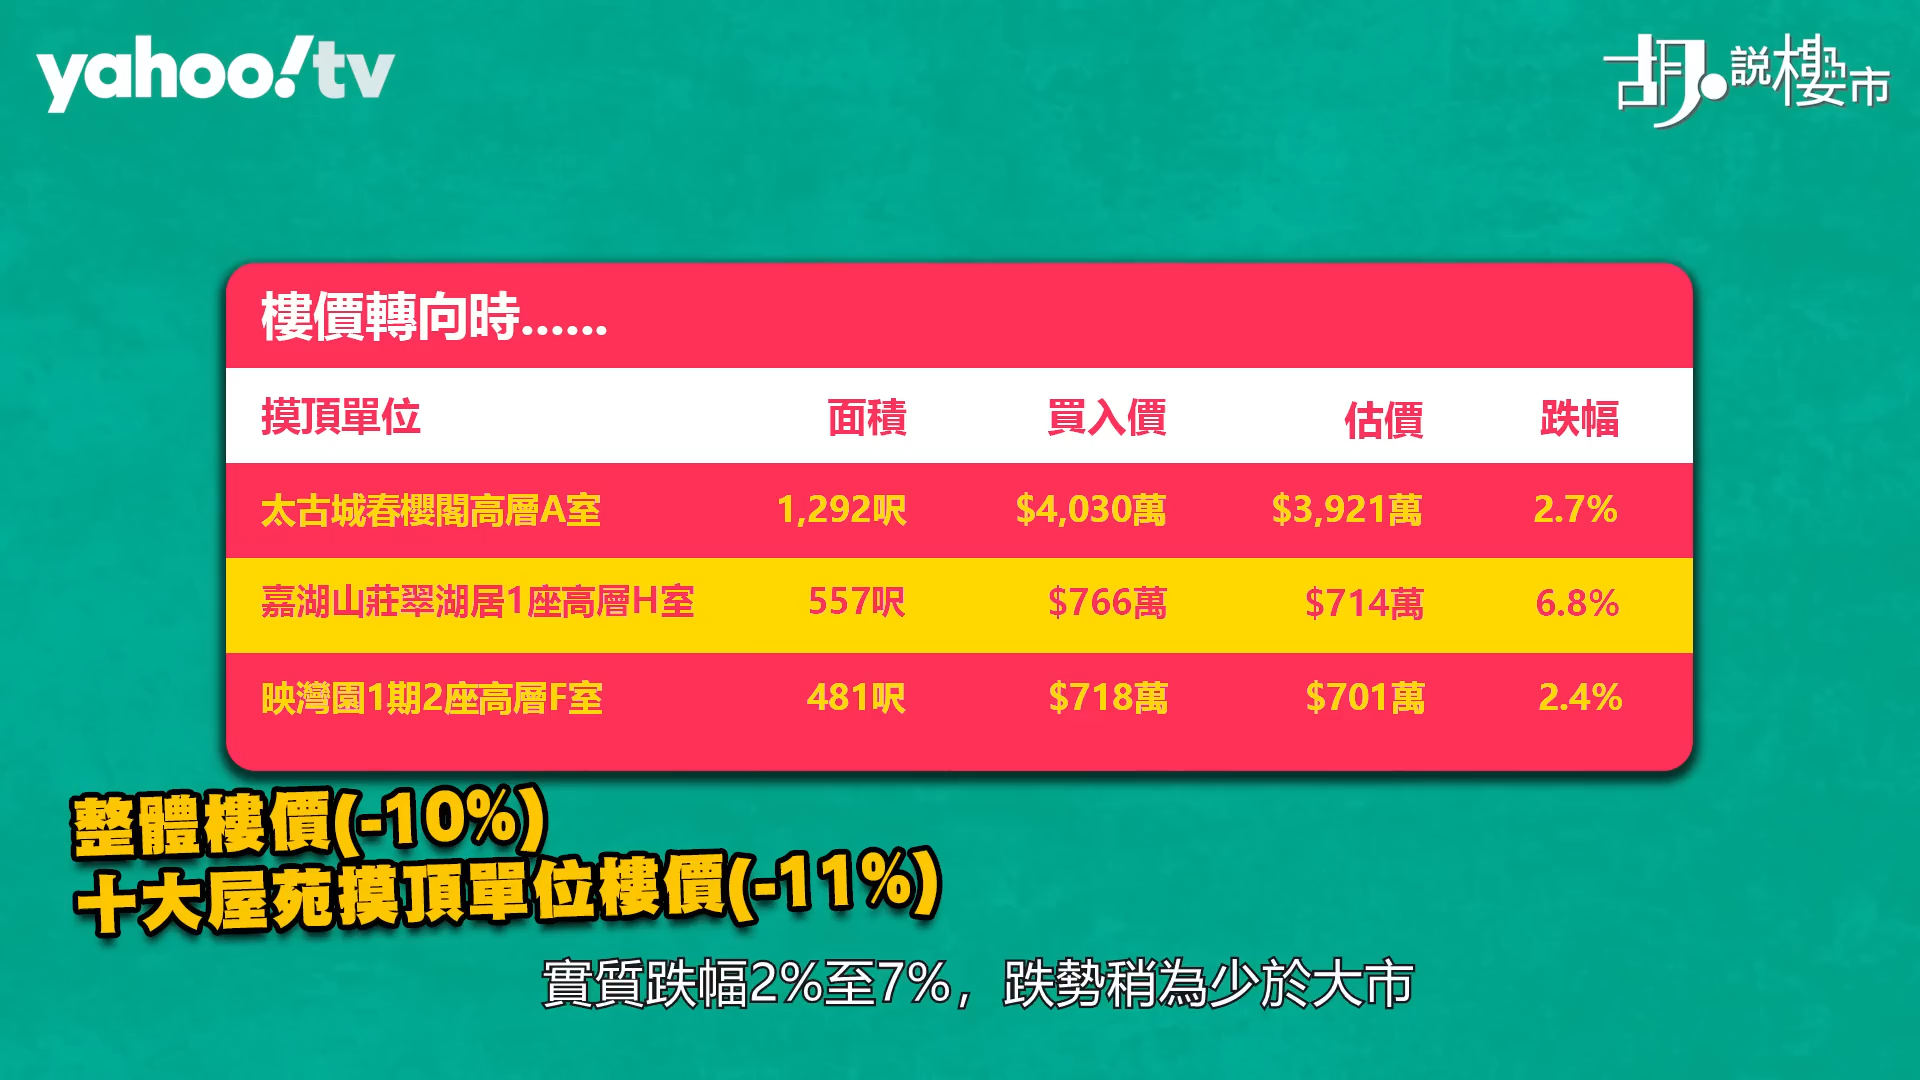 yahoo!tv
胡.說樓市
樓價轉向時......
摸頂單位 面積 買入價 估價 跌幅
太古城春櫻閣高層A室 1,292呎 $4,030萬 $3,921萬 2.7%
嘉湖山莊翠湖居1座高層H室 557呎 $766萬 $714萬 6.8%
映灣園1期2座高層F室 481呎 $718萬 $701萬 2.4%
整體樓價(-10%)
十大屋苑摸頂單位樓價(-11%)
實質跌幅2%至7%，跌勢稍為少於大市